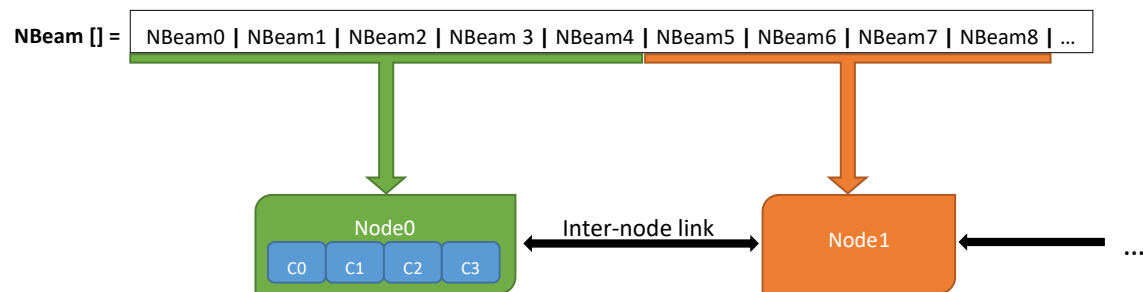 NBeam [] = NBeam0 | NBeam1 | NBeam2 | NBeam 3 | NBeam4 | NBeam5 | NBeam6 | NBeam7 | NBeam8 | ...
Node0
Inter-node link
Node1
...
C0 C1 C2 C3